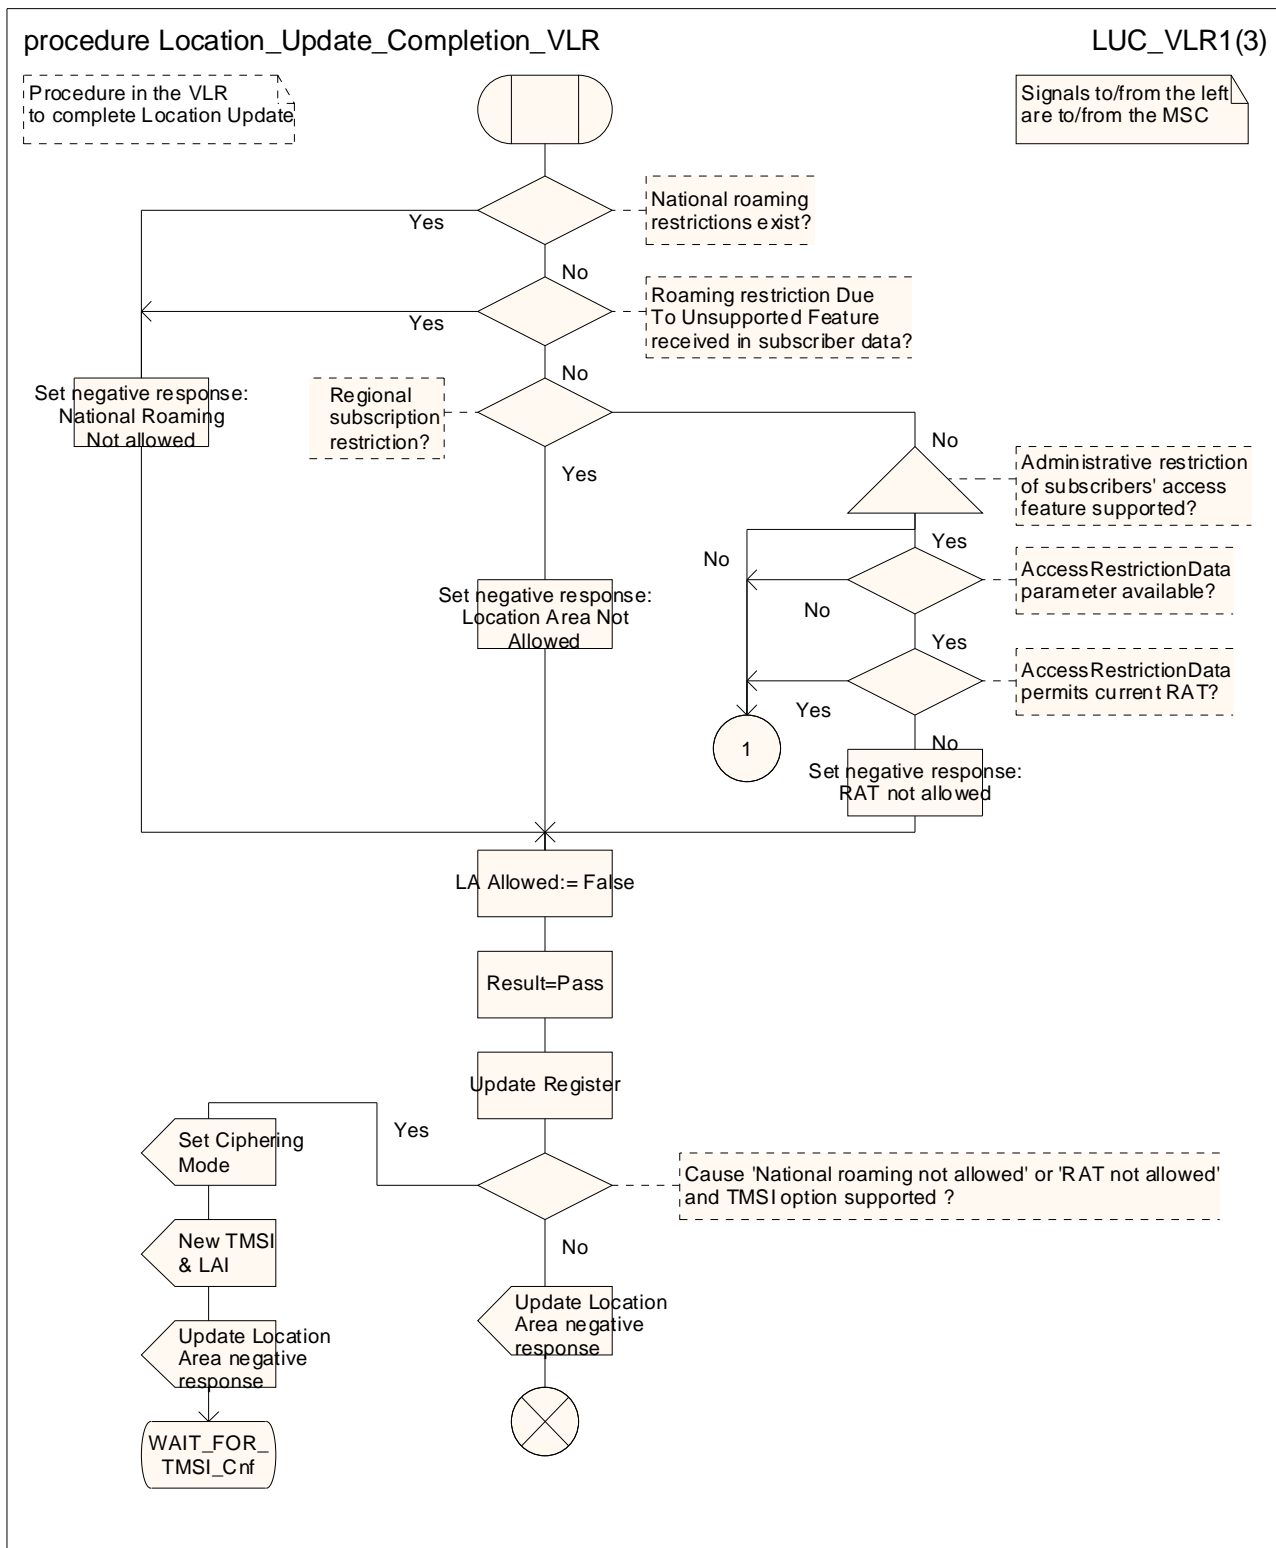 procedure Location_Update_Completion_VLR
LUC_VLR1(3)
Procedure in the VLR
to complete Location Update
Signals to/from the left
are to/from the MSC
National roaming
restrictions exist?
Yes
No
Roaming restriction Due
To Unsupported Feature
received in subscriber data?
Yes
No
Set negative response:
National Roaming
Not allowed
Regional
subscription
restriction?
No
Yes
Administrative restriction
of subscribers' access
feature supported?
Yes
No
AccessRestrictionData
parameter available?
No
Yes
Set negative response:
Location Area Not
Allowed
AccessRestrictionData
permits current RAT?
Yes
No
1
Set negative response:
RAT not allowed
LA Allowed:= False
Result=Pass
Update Register
Yes
Set Ciphering
Mode
Cause 'National roaming not allowed' or 'RAT not allowed'
and TMSI option supported ?
No
New TMSI
& LAI
Update Location
Area negative
response
Update Location
Area negative
response
WAIT_FOR_
TMSI_Cnf